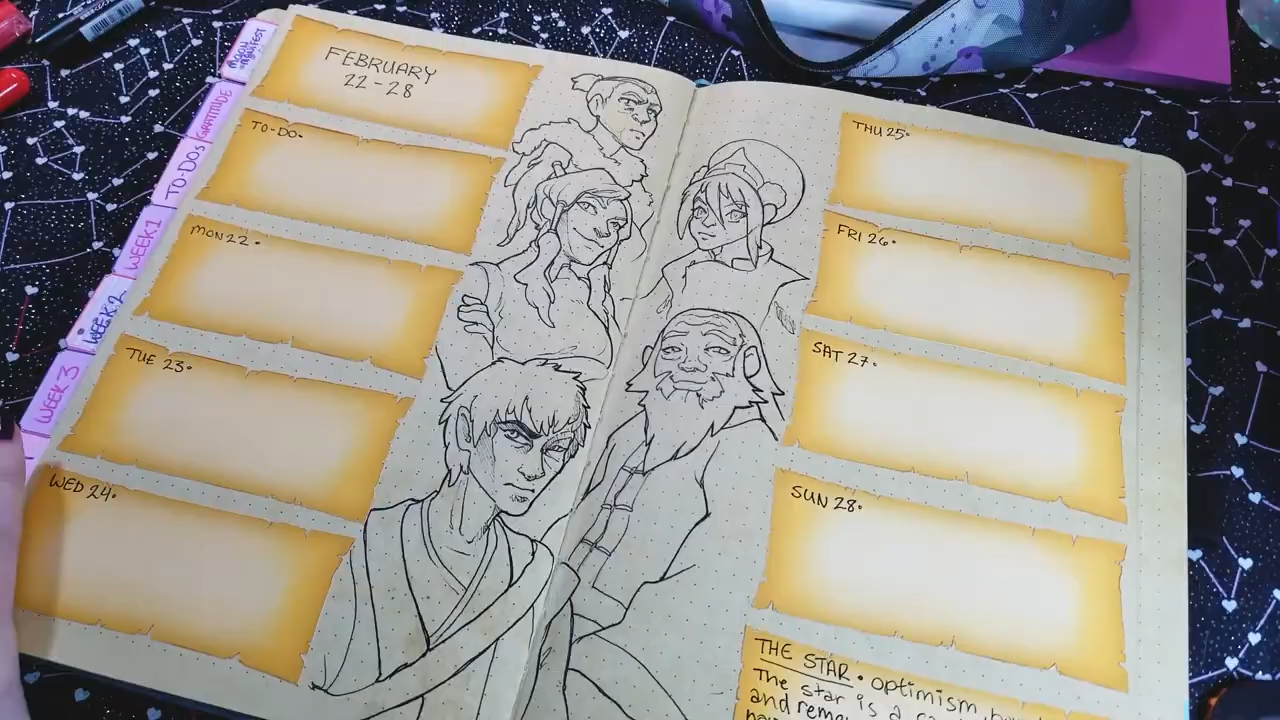 FEBRUARY
22-28
TO-DO•
MON 22•
TUE 23•
WED 24•
THU 25•
FRI 26•
SAT 27•
SUN 28•
THE STAR • optimism,
The star is a
and
GRATITUDE
TO-DOs
WEEK 1
WEEK 2
WEEK 3